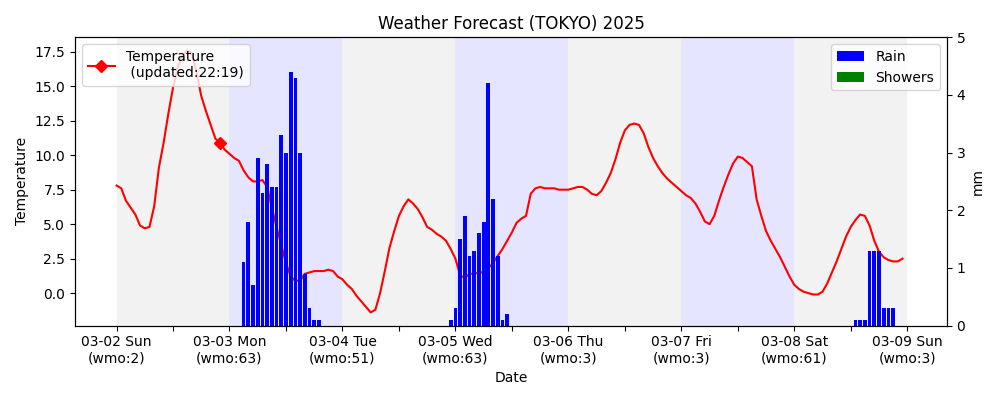 Weather Forecast (TOKYO) 2025
Temperature
(updated:22:19)
Rain
Showers
17.5
15.0
12.5
10.0
7.5
5.0
2.5
0.0
Temperature
5
4
3
2
1
0
mm
03-02 Sun
(wmo:2)
03-03 Mon
(wmo:63)
03-04 Tue
(wmo:51)
03-05 Wed
(wmo:63)
03-06 Thu
(wmo:3)
03-07 Fri
(wmo:3)
03-08 Sat
(wmo:61)
03-09 Sun
(wmo:3)
Date